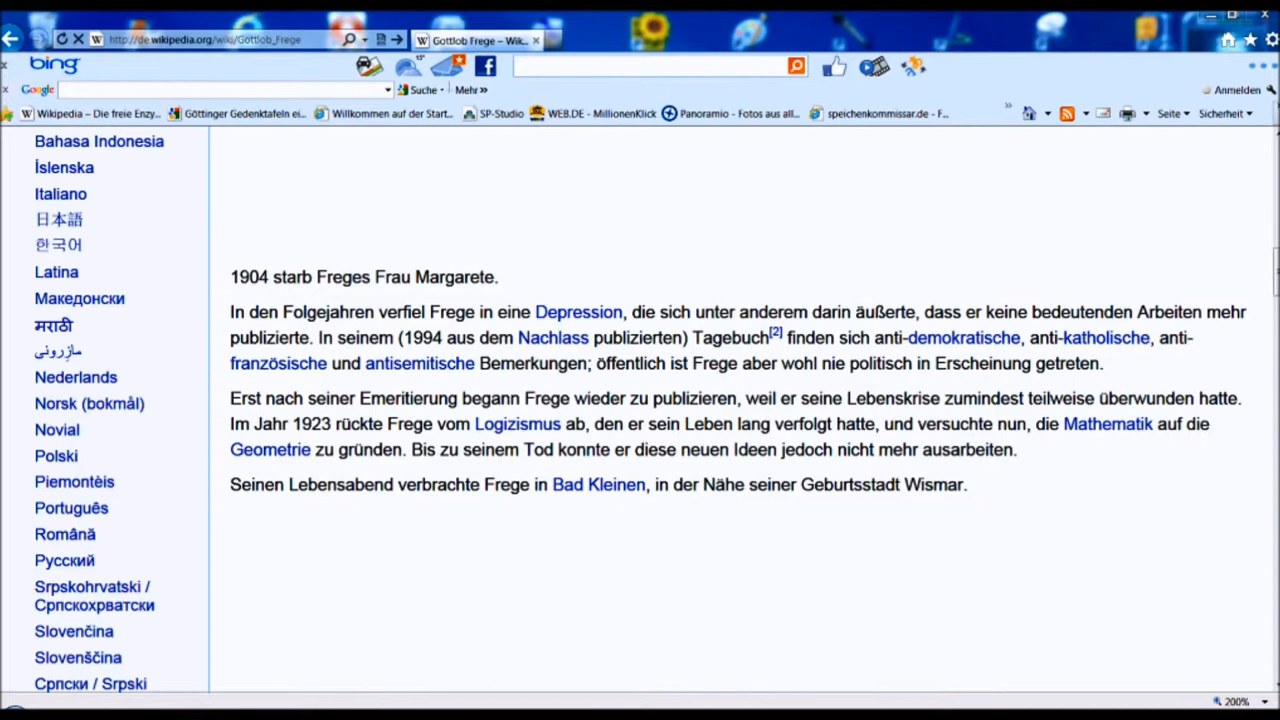 http://de.wikipedia.org/wiki/Gottlob_Frege
W Gottlob Frege – Wik...
bing
Google
Suche
Mehr »
Anmelden
W Wikipedia – Die freie Enzy...
Göttinger Gedenktafeln ei...
Willkommen auf der Start...
SP-Studio
WEB.DE - MillionenKlick
Panoramio - Fotos aus all...
speichenkommissar.de - F...
»
Seite
Sicherheit
Bahasa Indonesia
Íslenska
Italiano
日本語
한국어
Latina
Македонски
मराठी
مازِرونی
Nederlands
Norsk (bokmål)
Novial
Polski
Piemontèis
Português
Română
Русский
Srpskohrvatski /
Српскохрватски
Slovenčina
Slovenščina
Српски / Srpski
1904 starb Freges Frau Margarete.
In den Folgejahren verfiel Frege in eine Depression, die sich unter anderem darin äußerte, dass er keine bedeutenden Arbeiten mehr
publizierte. In seinem (1994 aus dem Nachlass publizierten) Tagebuch[2] finden sich anti-demokratische, anti-katholische, anti-
französische und antisemitische Bemerkungen; öffentlich ist Frege aber wohl nie politisch in Erscheinung getreten.
Erst nach seiner Emeritierung begann Frege wieder zu publizieren, weil er seine Lebenskrise zumindest teilweise überwunden hatte.
Im Jahr 1923 rückte Frege vom Logizismus ab, den er sein Leben lang verfolgt hatte, und versuchte nun, die Mathematik auf die
Geometrie zu gründen. Bis zu seinem Tod konnte er diese neuen Ideen jedoch nicht mehr ausarbeiten.
Seinen Lebensabend verbrachte Frege in Bad Kleinen, in der Nähe seiner Geburtsstadt Wismar.
200%